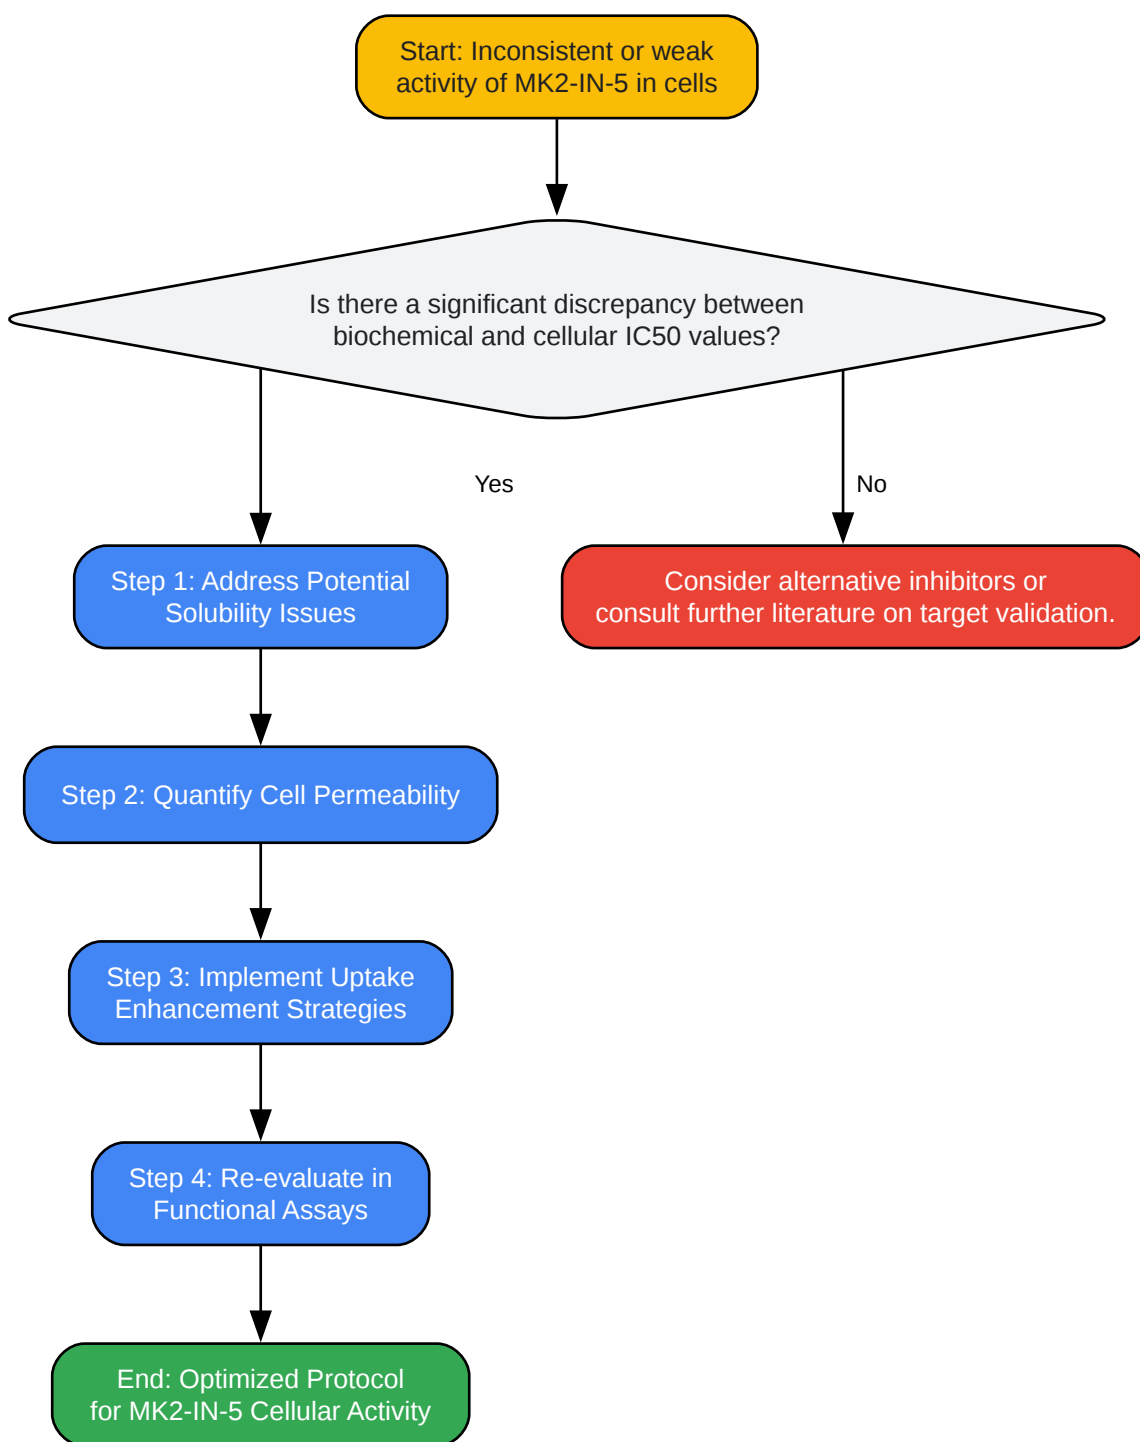 Start: Inconsistent or weak
activity of MK2-IN-5 in cells
Is there a significant discrepancy between
biochemical and cellular IC50 values?
Yes
No
Step 1: Address Potential
Solubility Issues
Consider alternative inhibitors or
consult further literature on target validation.
Step 2: Quantify Cell Permeability
Step 3: Implement Uptake
Enhancement Strategies
Step 4: Re-evaluate in
Functional Assays
End: Optimized Protocol
for MK2-IN-5 Cellular Activity